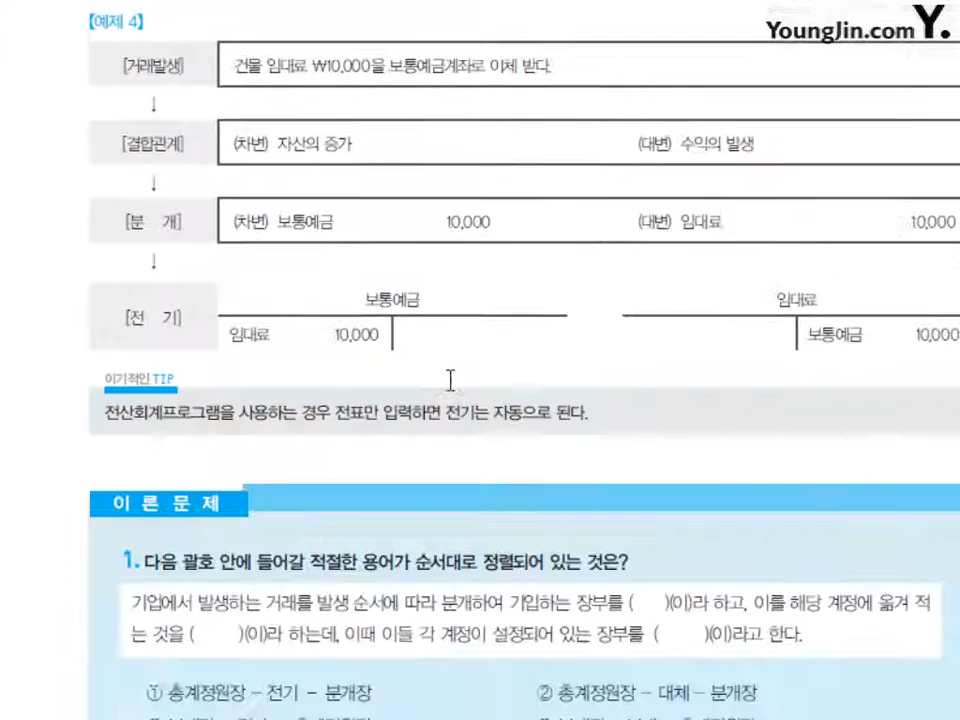 【예제 4】
YoungJin.com Y.
[거래발생] 건물 임대료 ₩10,000을 보통예금계좌로 이체 받다.
↓
[결합관계] (차변) 자산의 증가 (대변) 수익의 발생
↓
[분 개] (차변) 보통예금 10,000 (대변) 임대료 10,000
↓
보통예금 임대료
[전 기] 임대료 10,000 보통예금 10,000
이기적인 TIP
전산회계프로그램을 사용하는 경우 전표만 입력하면 전기는 자동으로 된다.
이 론 문 제
1. 다음 괄호 안에 들어갈 적절한 용어가 순서대로 정렬되어 있는 것은?
기업에서 발생하는 거래를 발생 순서에 따라 분개하여 기입하는 장부를 ( )(이)라 하고, 이를 해당 계정에 옮겨 적
는 것을 ( )(이)라 하는데, 이때 이들 각 계정이 설정되어 있는 장부를 ( )(이)라고 한다.
① 총계정원장 – 전기 – 분개장 ② 총계정원장 – 대체 – 분개장